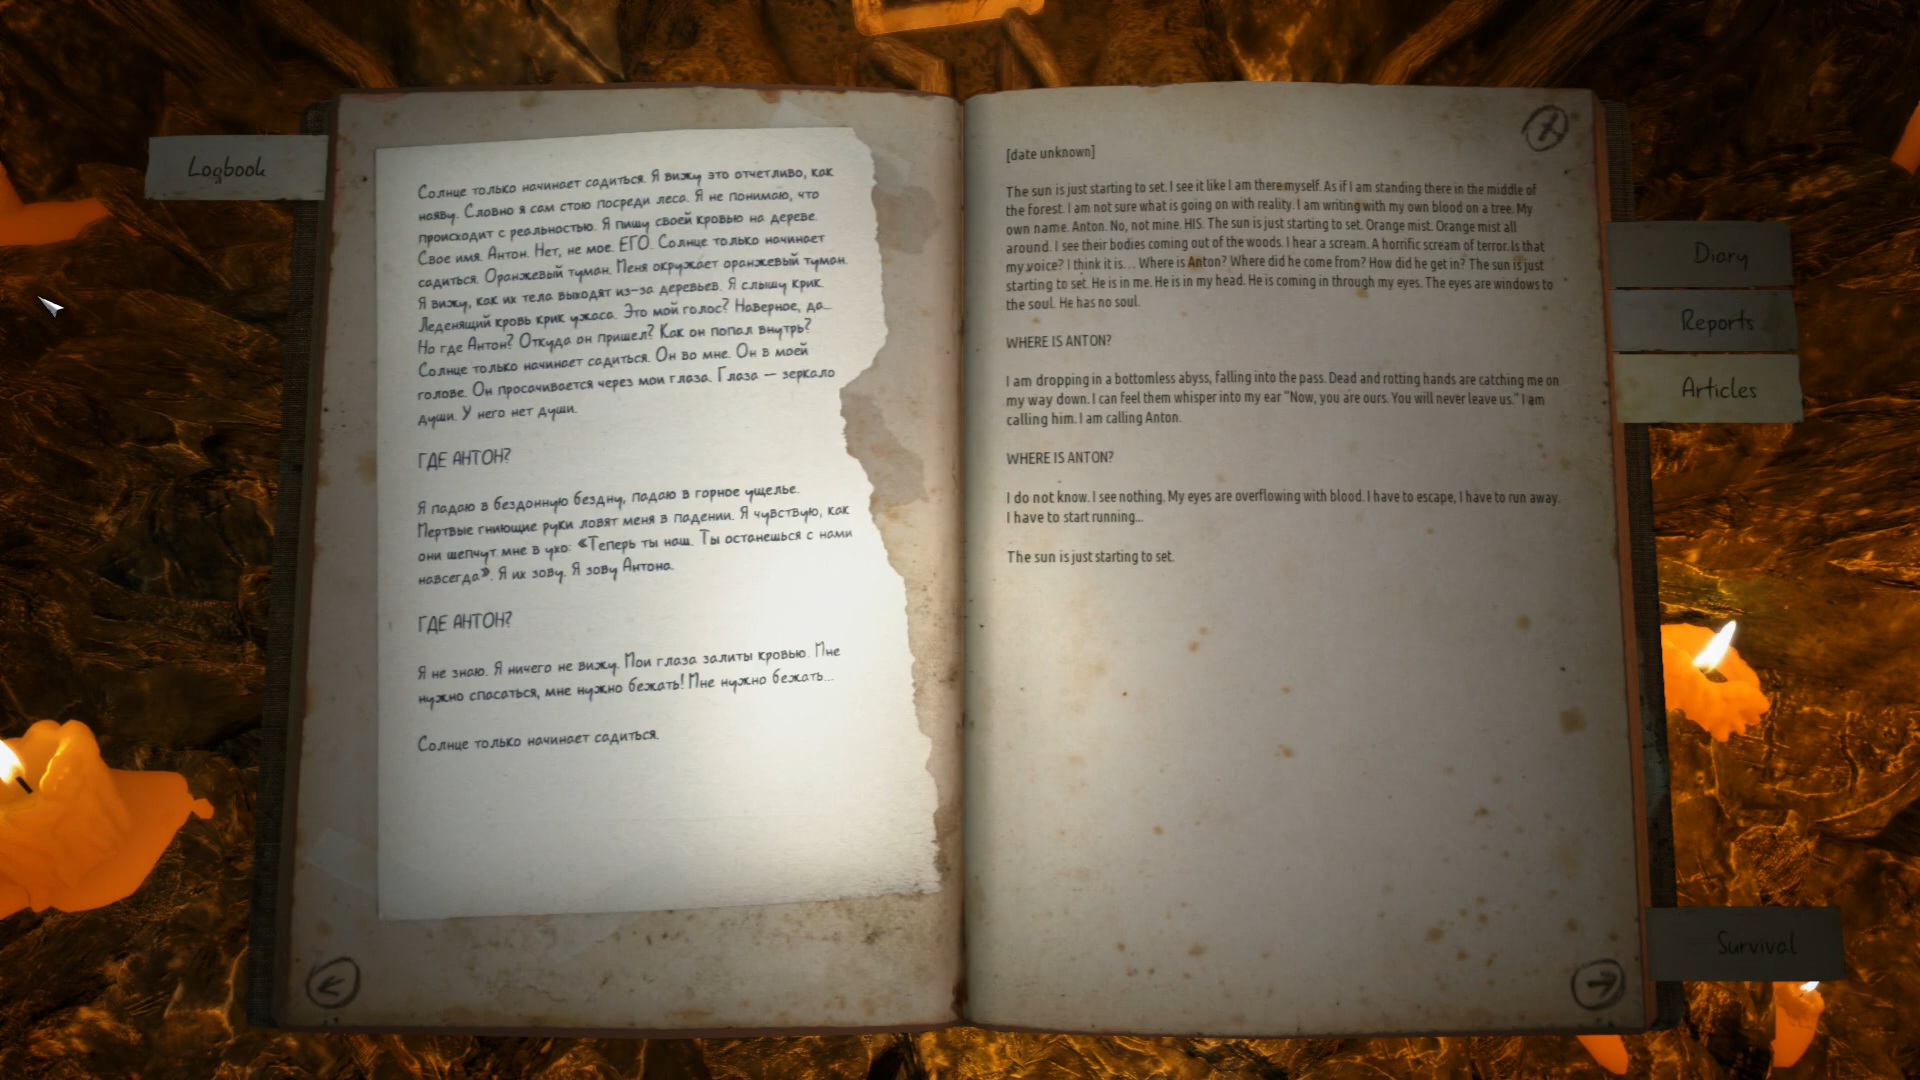 Logbook
Солнце только начинает садиться. Я вижу это отчетливо, как
наяву. Словно я сам стою посреди леса. Я не понимаю, что
происходит с реальностью. Я пишу своей кровью на дереве.
Свое имя. Антон. Нет, не мое. ЕГО. Солнце только начинает
садиться. Оранжевый туман. Меня окружает оранжевый туман.
Я вижу, как их тела выходят из-за деревьев. Я слышу крик.
Леденящий кровь крик ужаса. Это мой голос? Наверное, да...
Но где Антон? Откуда он пришел? Как он попал внутрь?
Солнце только начинает садиться. Он во мне. Он в моей
голове. Он просачивается через мои глаза. Глаза — зеркало
души. У него нет души.
ГДЕ АНТОН?
Я падаю в бездонную бездну, падаю в горное ущелье.
Мертвые гниющие руки ловят меня в падении. Я чувствую, как
они шепчут мне в ухо: «Теперь ты наш. Ты останешься с нами
навсегда». Я их зову. Я зову Антона.
ГДЕ АНТОН?
Я не знаю. Я ничего не вижу. Мои глаза залиты кровью. Мне
нужно спасаться, мне нужно бежать! Мне нужно бежать...
Солнце только начинает садиться.
[date unknown]
The sun is just starting to set. I see it like I am there myself. As if I am standing there in the middle of
the forest. I am not sure what is going on with reality. I am writing with my own blood on a tree. My
own name. Anton. No, not mine. HIS. The sun is just starting to set. Orange mist. Orange mist all
around. I see their bodies coming out of the woods. I hear a scream. A horrific scream of terror. Is that
my voice? I think it is... Where is Anton? Where did he come from? How did he get in? The sun is just
starting to set. He is in me. He is in my head. He is coming in through my eyes. The eyes are windows to
the soul. He has no soul.
WHERE IS ANTON?
I am dropping in a bottomless abyss, falling into the pass. Dead and rotting hands are catching me on
my way down. I can feel them whisper into my ear "Now, you are ours. You will never leave us." I am
calling him. I am calling Anton.
WHERE IS ANTON?
I do not know. I see nothing. My eyes are overflowing with blood. I have to escape, I have to run away.
I have to start running...
The sun is just starting to set.
Diary
Reports
Articles
Survival